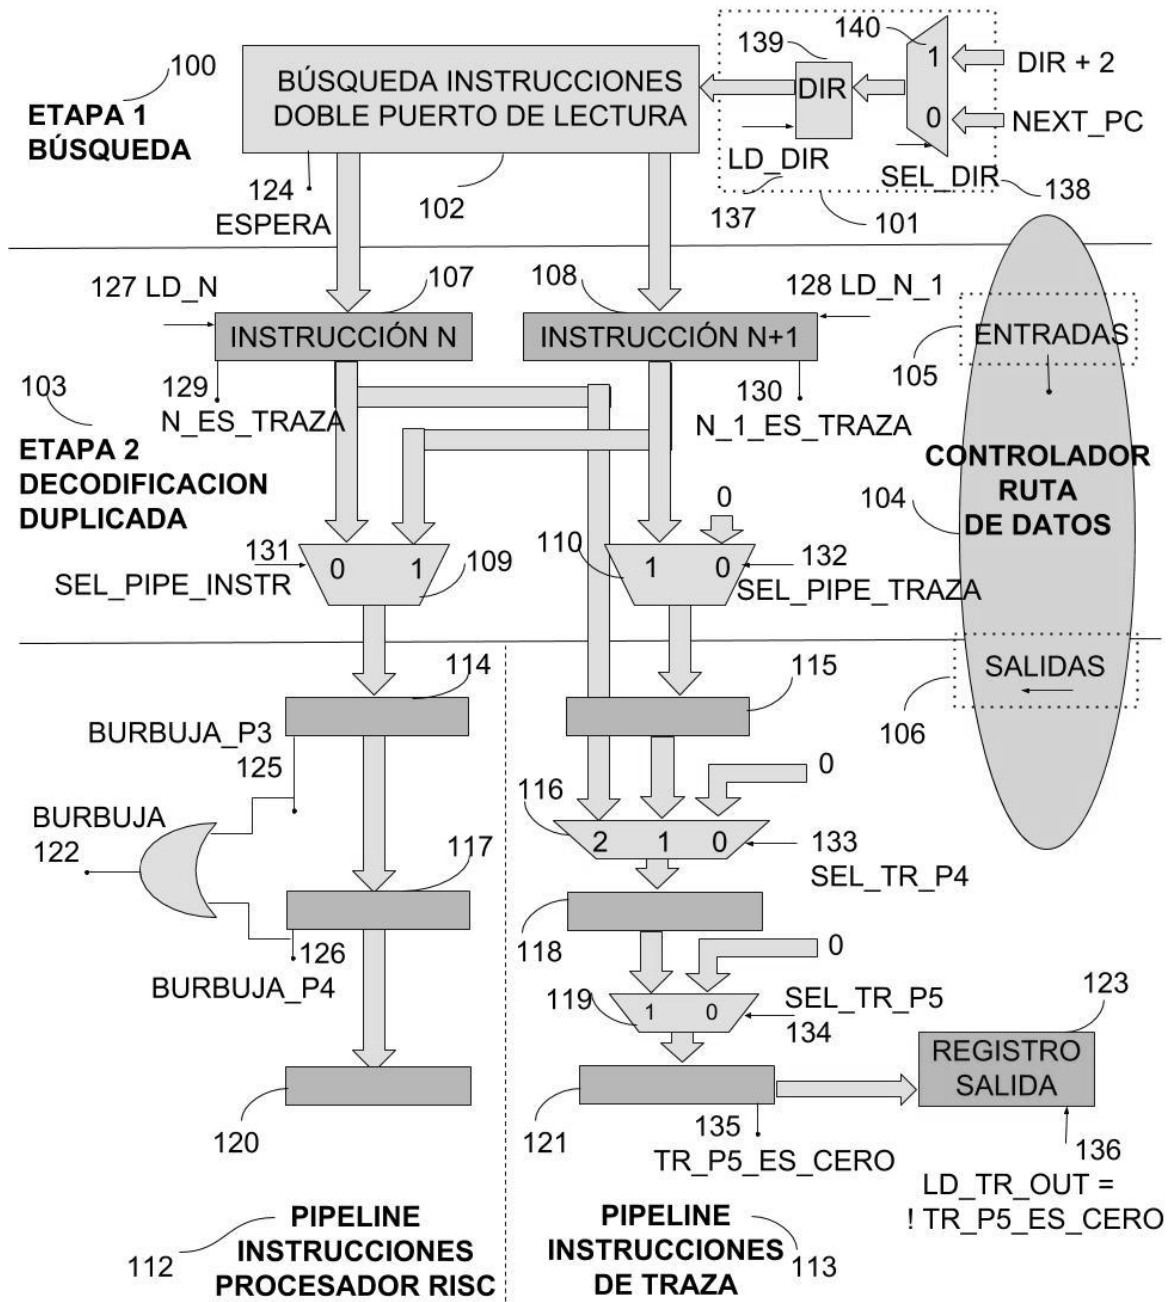 140
139
1
DIR + 2
100
BÚSQUEDA INSTRUCCIONES
DOBLE PUERTO DE LECTURA
DIR
ETAPA 1
BÚSQUEDA
0
NEXT_PC
LD_DIR
SEL_DIR
124
ESPERA
102
137
101
138
107
108
127 LD_N
128 LD_N_1
INSTRUCCIÓN N
INSTRUCCIÓN N+1
ENTRADAS
105
103
129
N_ES_TRAZA
130
N_1_ES_TRAZA
ETAPA 2
DECODIFICACION
DUPLICADA
CONTROLADOR
RUTA
DE DATOS
104
0
131
SEL_PIPE_INSTR
0 1
109
110
1 0
132
SEL_PIPE_TRAZA
114
115
SALIDAS
106
BURBUJA_P3
125
0
116
BURBUJA
122
2 1 0
133
SEL_TR_P4
117
118
0
126
BURBUJA_P4
119
1 0
SEL_TR_P5
134
123
REGISTRO
SALIDA
120
121
135
TR_P5_ES_CERO
136
LD_TR_OUT =
! TR_P5_ES_CERO
PIPELINE
INSTRUCCIONES
PROCESADOR RISC
112
PIPELINE
INSTRUCCIONES
DE TRAZA
113